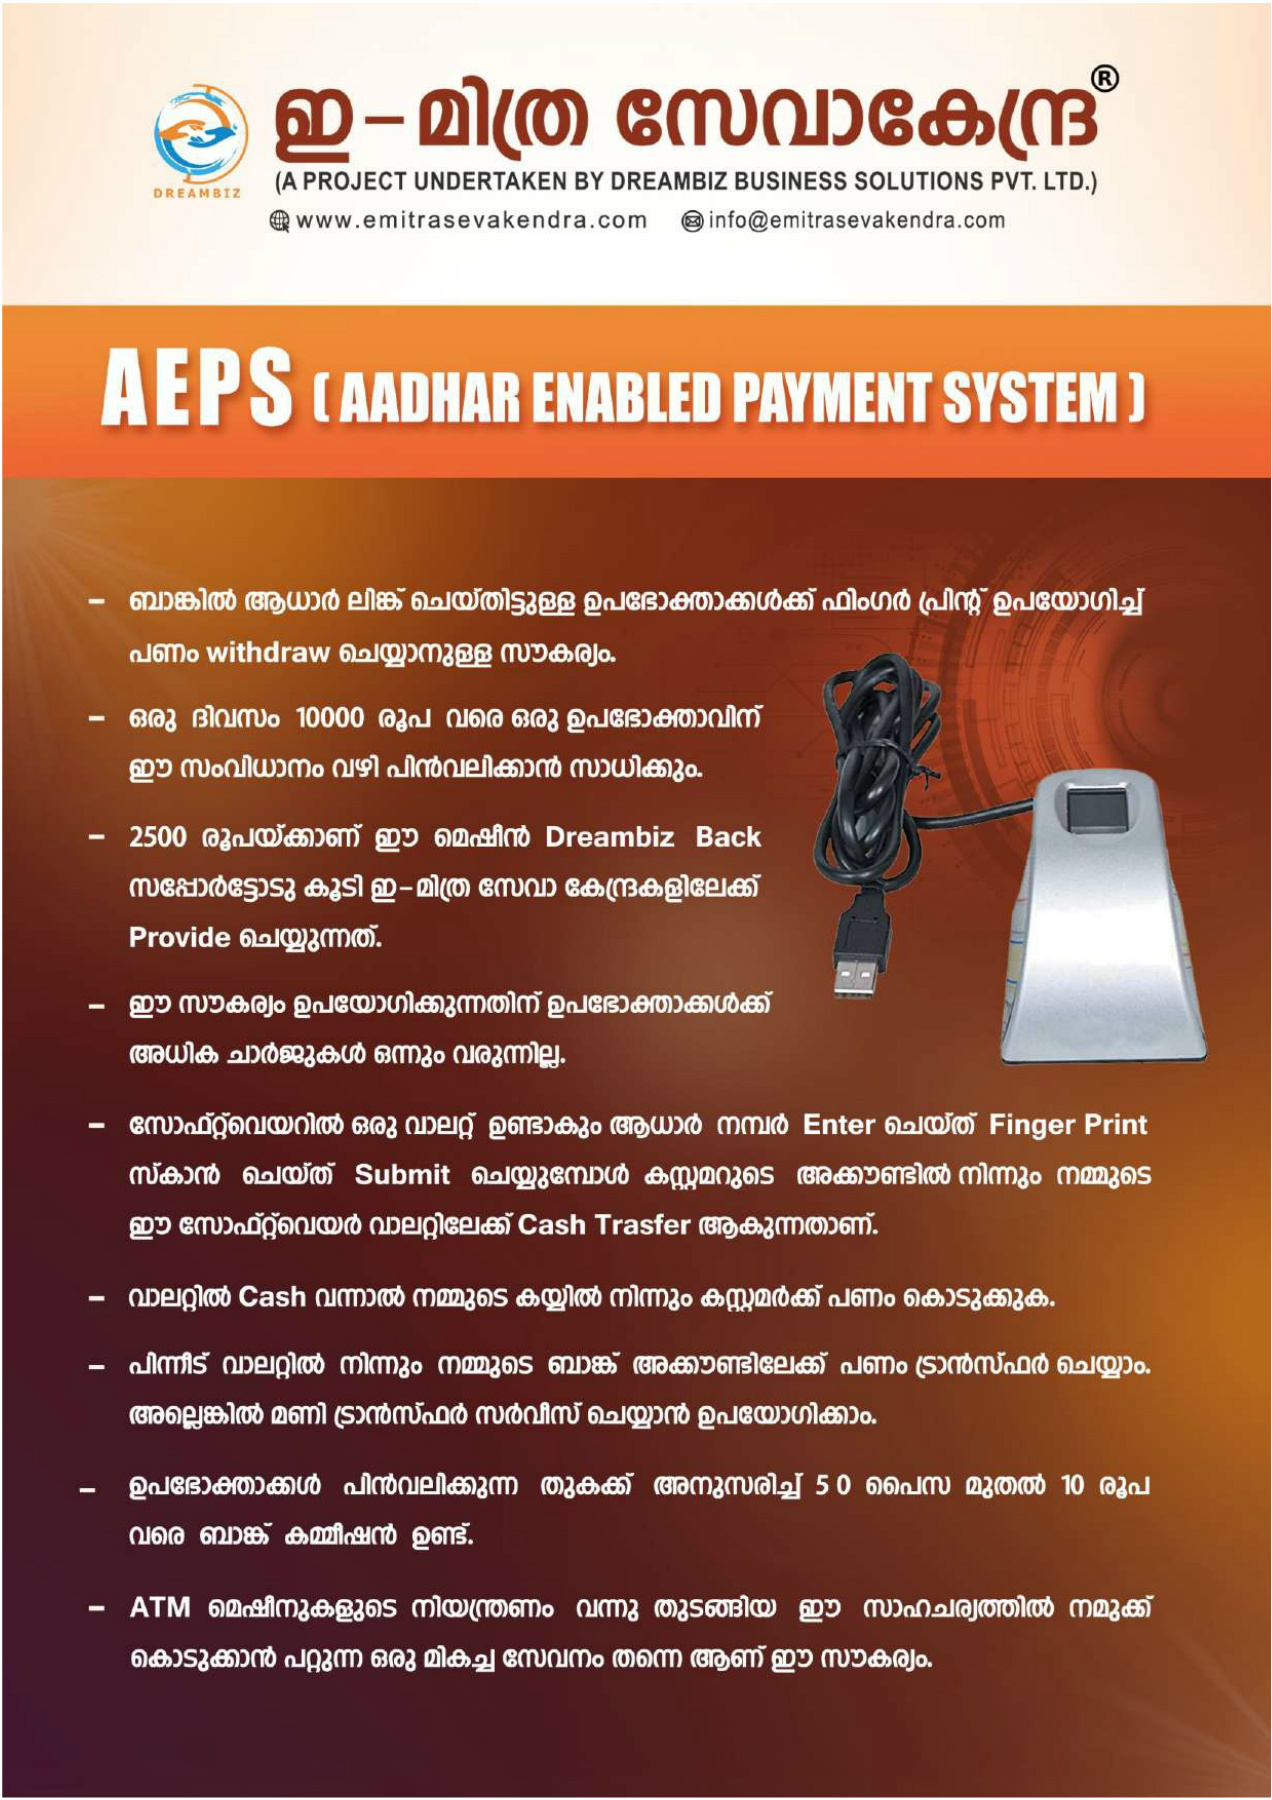 ഇ-മിത്ര സേവാകേന്ദ്ര®
DREAMBIZ
(A PROJECT UNDERTAKEN BY DREAMBIZ BUSINESS SOLUTIONS PVT. LTD.)
www.emitrasevakendra.com info@emitrasevakendra.com
AEPS ( AADHAR ENABLED PAYMENT SYSTEM )
– ബാങ്കിൽ ആധാർ ലിങ്ക് ചെയ്തിട്ടുള്ള ഉപഭോക്താക്കൾക്ക് ഫിംഗർ പ്രിന്റ് ഉപയോഗിച്ച്
പണം withdraw ചെയ്യാനുള്ള സൗകര്യം.
– ഒരു ദിവസം 10000 രൂപ വരെ ഒരു ഉപഭോക്താവിന്
ഈ സംവിധാനം വഴി പിൻവലിക്കാൻ സാധിക്കും.
– 2500 രൂപയ്ക്കാണ് ഈ മെഷീൻ Dreambiz Back
സപ്പോർട്ടോടു കൂടി ഇ-മിത്ര സേവാ കേന്ദ്രകളിലേക്ക്
Provide ചെയ്യുന്നത്.
– ഈ സൗകര്യം ഉപയോഗിക്കുന്നതിന് ഉപഭോക്താക്കൾക്ക്
അധിക ചാർജുകൾ ഒന്നും വരുന്നില്ല.
– സോഫ്റ്റ്‌വെയറിൽ ഒരു വാലറ്റ് ഉണ്ടാകും ആധാർ നമ്പർ Enter ചെയ്ത് Finger Print
സ്കാൻ ചെയ്ത് Submit ചെയ്യുമ്പോൾ കസ്റ്റമറുടെ അക്കൗണ്ടിൽ നിന്നും നമ്മുടെ
ഈ സോഫ്റ്റ്‌വെയർ വാലറ്റിലേക്ക് Cash Trasfer ആകുന്നതാണ്.
– വാലറ്റിൽ Cash വന്നാൽ നമ്മുടെ കയ്യിൽ നിന്നും കസ്റ്റമർക്ക് പണം കൊടുക്കുക.
– പിന്നീട് വാലറ്റിൽ നിന്നും നമ്മുടെ ബാങ്ക് അക്കൗണ്ടിലേക്ക് പണം ട്രാൻസ്ഫർ ചെയ്യാം.
അല്ലെങ്കിൽ മണി ട്രാൻസ്ഫർ സർവീസ് ചെയ്യാൻ ഉപയോഗിക്കാം.
– ഉപഭോക്താക്കൾ പിൻവലിക്കുന്ന തുകക്ക് അനുസരിച്ച് 50 പൈസ മുതൽ 10 രൂപ
വരെ ബാങ്ക് കമ്മീഷൻ ഉണ്ട്.
– ATM മെഷീനുകളുടെ നിയന്ത്രണം വന്നു തുടങ്ങിയ ഈ സാഹചര്യത്തിൽ നമുക്ക്
കൊടുക്കാൻ പറ്റുന്ന ഒരു മികച്ച സേവനം തന്നെ ആണ് ഈ സൗകര്യം.